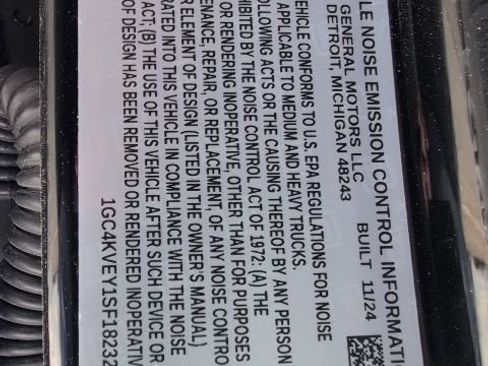 LE NOISE EMISSION CONTROL INFORMATI
GENERAL MOTORS LLC
DETROIT, MICHIGAN 48243
BUILT 11/24
VEHICLE CONFORMS TO U.S. EPA REGULATIONS FOR NOISE
APPLICABLE TO MEDIUM AND HEAVY TRUCKS.
OLLOWING ACTS OR THE CAUSING THEREOF BY ANY PERSON
HIBITED BY THE NOISE CONTROL ACT OF 1972: (A) THE
OR RENDERING INOPERATIVE, OTHER THAN FOR PURPOSES
ENANCE, REPAIR, OR REPLACEMENT, OF ANY NOISE CONTRO
R ELEMENT OF DESIGN (LISTED IN THE OWNER'S MANUAL)
RATED INTO THIS VEHICLE IN COMPLIANCE WITH THE NOISE
ACT, (B) THE USE OF THIS VEHICLE AFTER SUCH DEVICE OR
OF DESIGN HAS BEEN REMOVED OR RENDERED INOPERATIV
1GC4KVEY1SF18232